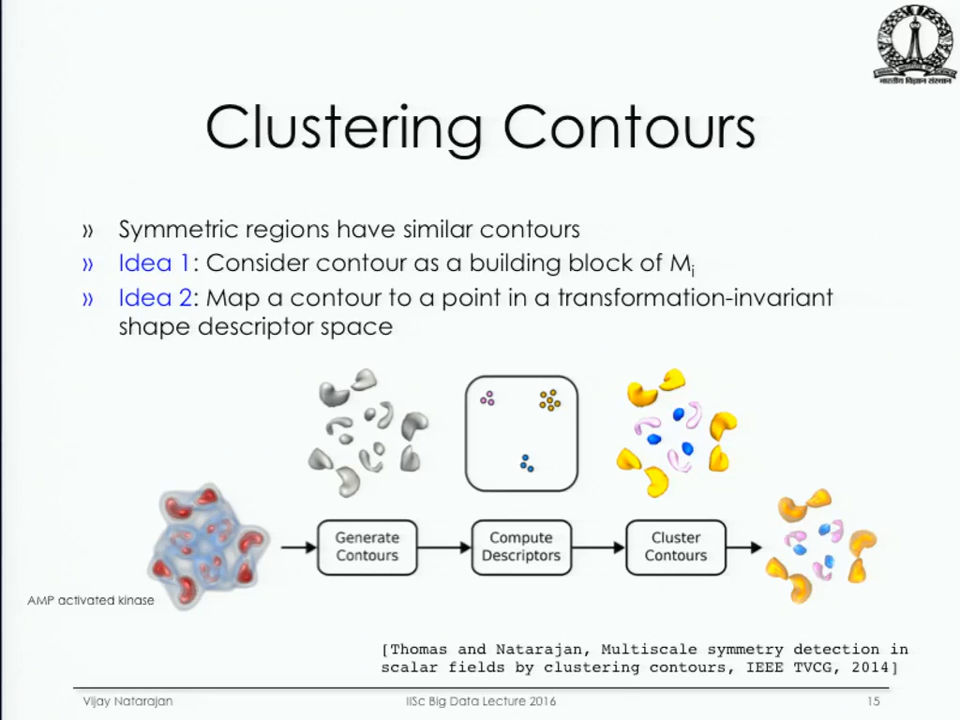 भारतीय विज्ञान संस्थान
Clustering Contours
» Symmetric regions have similar contours
» Idea 1: Consider contour as a building block of Mi
» Idea 2: Map a contour to a point in a transformation-invariant
shape descriptor space
Generate
Contours
Compute
Descriptors
Cluster
Contours
AMP activated kinase
[Thomas and Natarajan, Multiscale symmetry detection in
scalar fields by clustering contours, IEEE TVCG, 2014]
Vijay Natarajan
IISc Big Data Lecture 2016
15